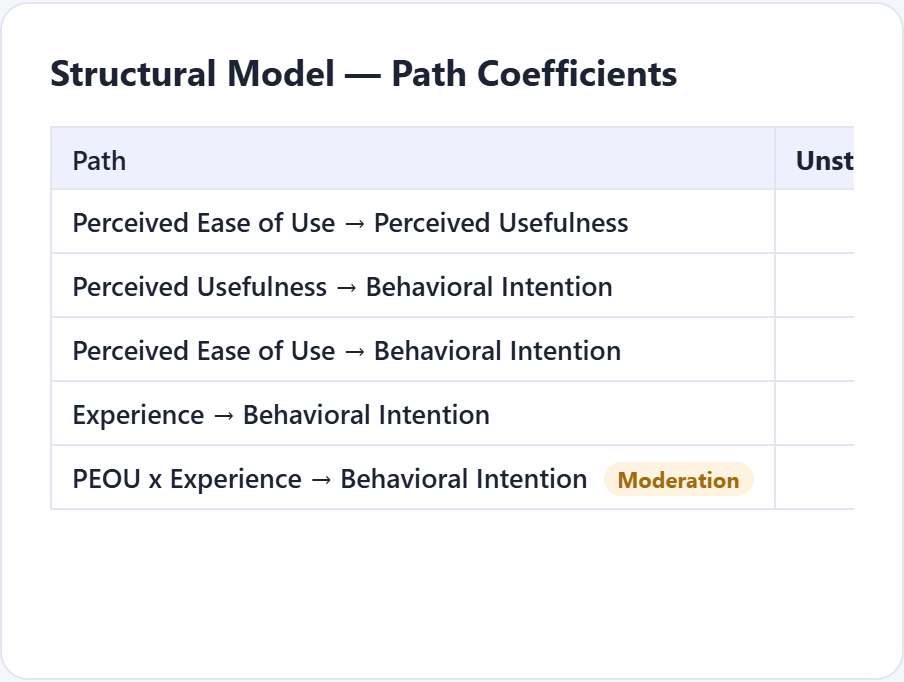 Structural Model — Path Coefficients
Path Unst
Perceived Ease of Use → Perceived Usefulness
Perceived Usefulness → Behavioral Intention
Perceived Ease of Use → Behavioral Intention
Experience → Behavioral Intention
PEOU x Experience → Behavioral Intention Moderation